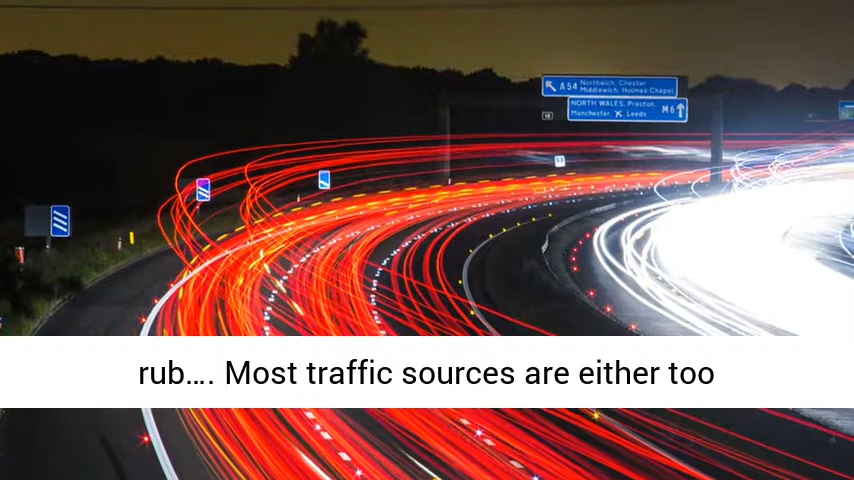 A54 Northwich, Chester
Middlewich, Holmes Chapel
NORTH WALES, Preston
Manchester Leeds M6
18
rub.... Most traffic sources are either too